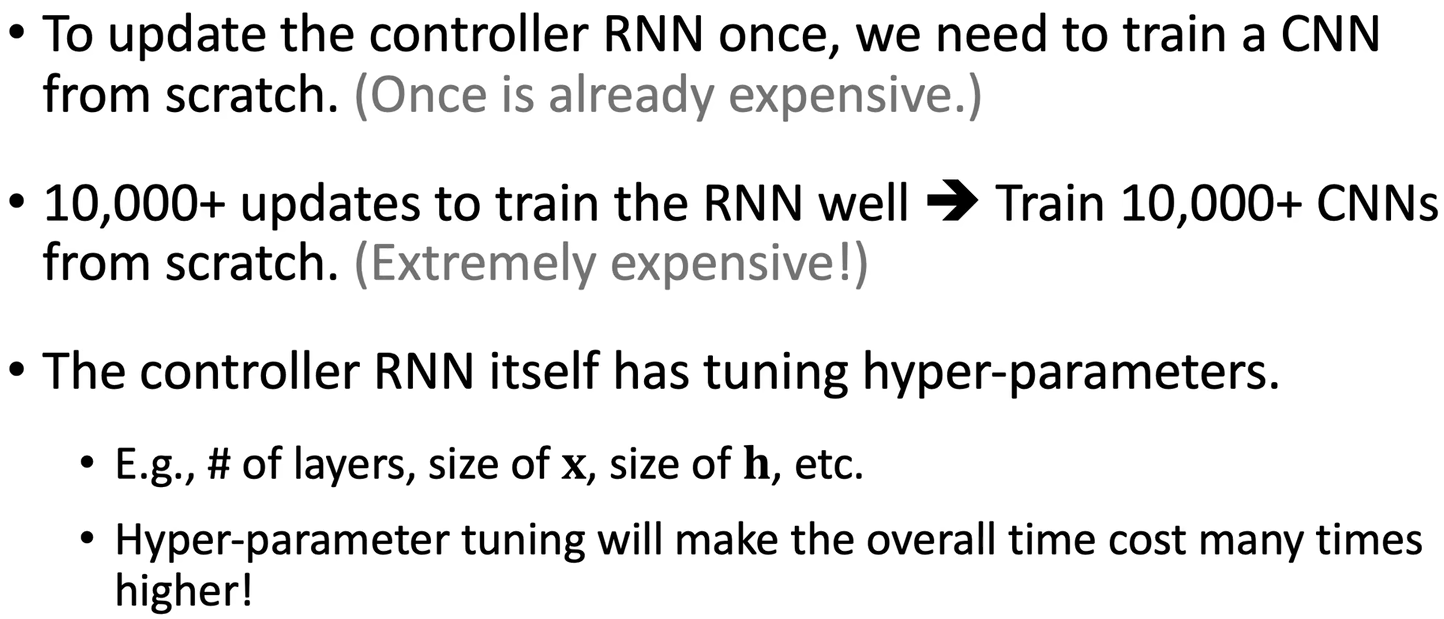 • To update the controller RNN once, we need to train a CNN
from scratch. (Once is already expensive.)
• 10,000+ updates to train the RNN well ➔ Train 10,000+ CNNs
from scratch. (Extremely expensive!)
• The controller RNN itself has tuning hyper-parameters.
• E.g., # of layers, size of x, size of h, etc.
• Hyper-parameter tuning will make the overall time cost many times
higher!